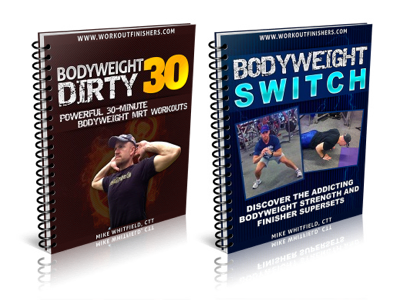 WWW.WORKOUTFINISHERS.COM
BODYWEIGHT
DIRTY 30
POWERFUL 30-MINUTE
BODYWEIGHT MRT WORKOUTS
MIKE WHITFIELD, CTT
WWW.WORKOUTFINISHERS.COM
BODYWEIGHT
SWITCH
DISCOVER THE ADDICTING
BODYWEIGHT STRENGTH AND
FINISHER SUPERSETS
MIKE WHITFIELD, CTT